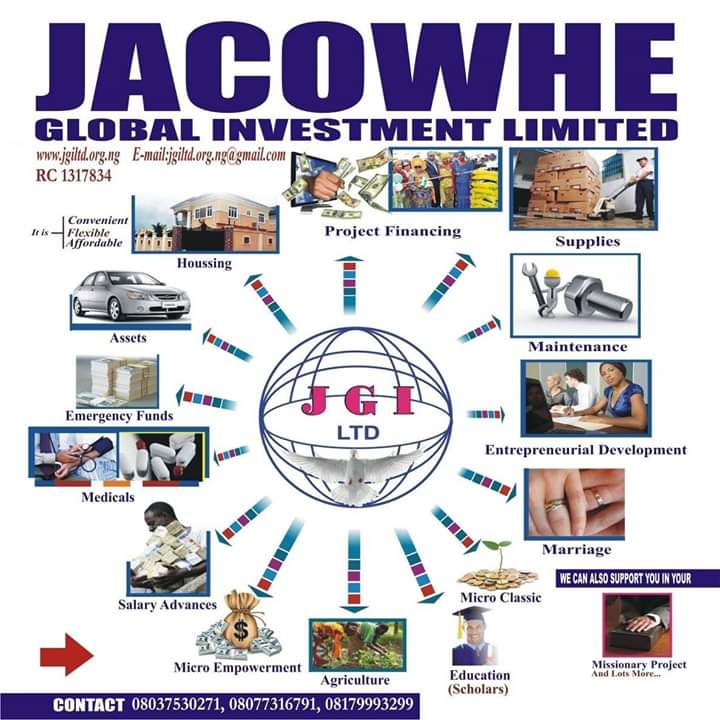 JACOWHE
GLOBAL INVESTMENT LIMITED
www.jgiltd.org.ng E-mail:jgiltd.org.ng@gmail.com
RC 1317834
It is
Convenient
Flexible
Affordable
Houssing
Project Financing
Supplies
Assets
Maintenance
Emergency Funds
Entrepreneurial Development
Medicals
Marriage
JGI
LTD
Salary Advances
Micro Classic
WE CAN ALSO SUPPORT YOU IN YOUR
$
Micro Empowerment
Agriculture
Education
(Scholars)
Missionary Project
And Lots More...
CONTACT 08037530271, 08077316791, 08179993299